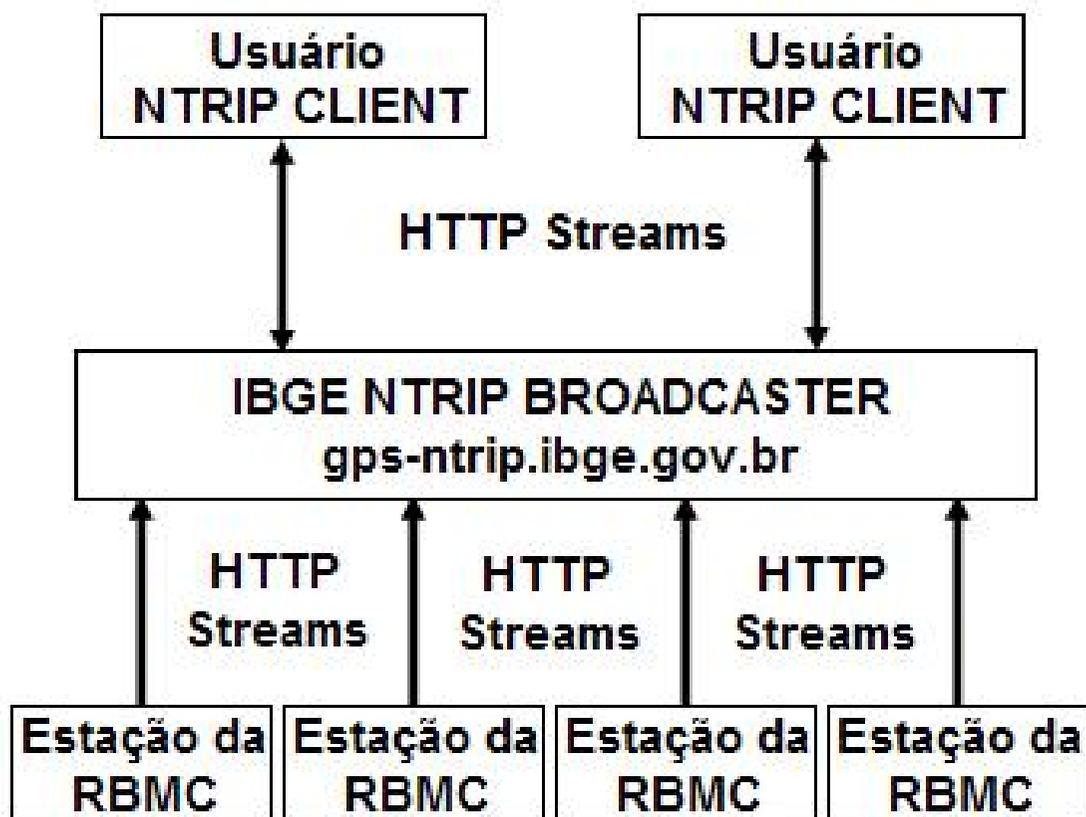 Usuário
NTRIP CLIENT
Usuário
NTRIP CLIENT
HTTP Streams
IBGE NTRIP BROADCASTER
gps-ntrip.ibge.gov.br
HTTP
Streams
HTTP
Streams
HTTP
Streams
Estação da
RBMC
Estação da
RBMC
Estação da
RBMC
Estação da
RBMC